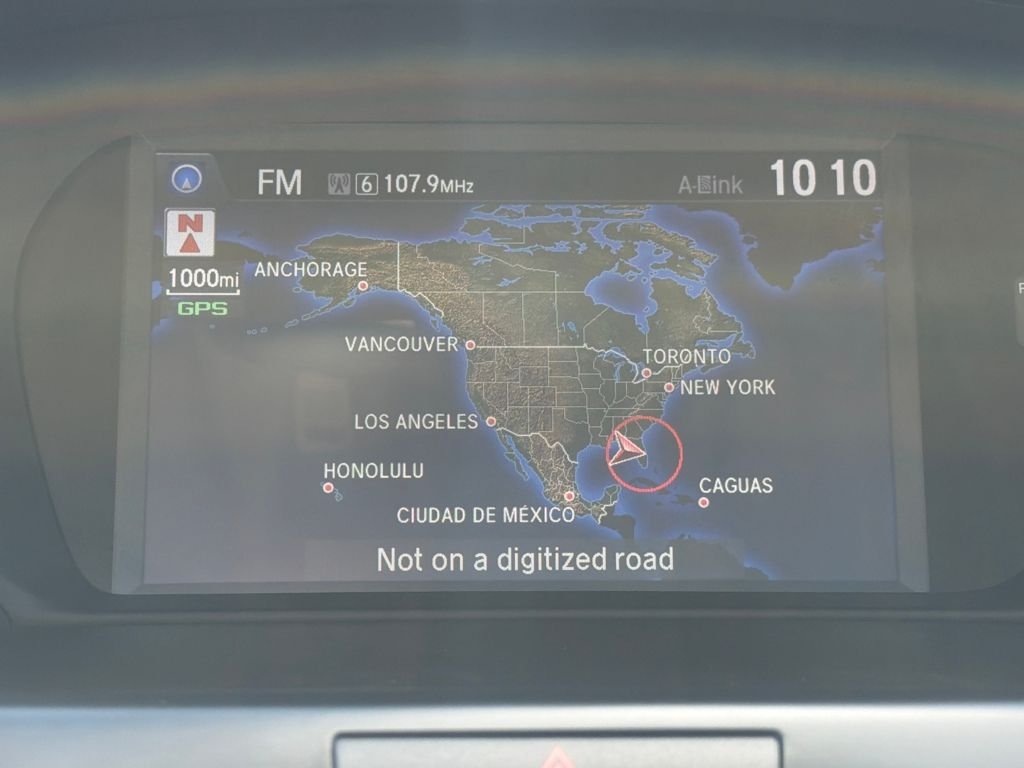 FM 6 107.9MHz A-Link 10 10
N
1000mi
GPS
ANCHORAGE
VANCOUVER
TORONTO
NEW YORK
LOS ANGELES
HONOLULU
CAGUAS
CIUDAD DE MÉXICO
Not on a digitized road